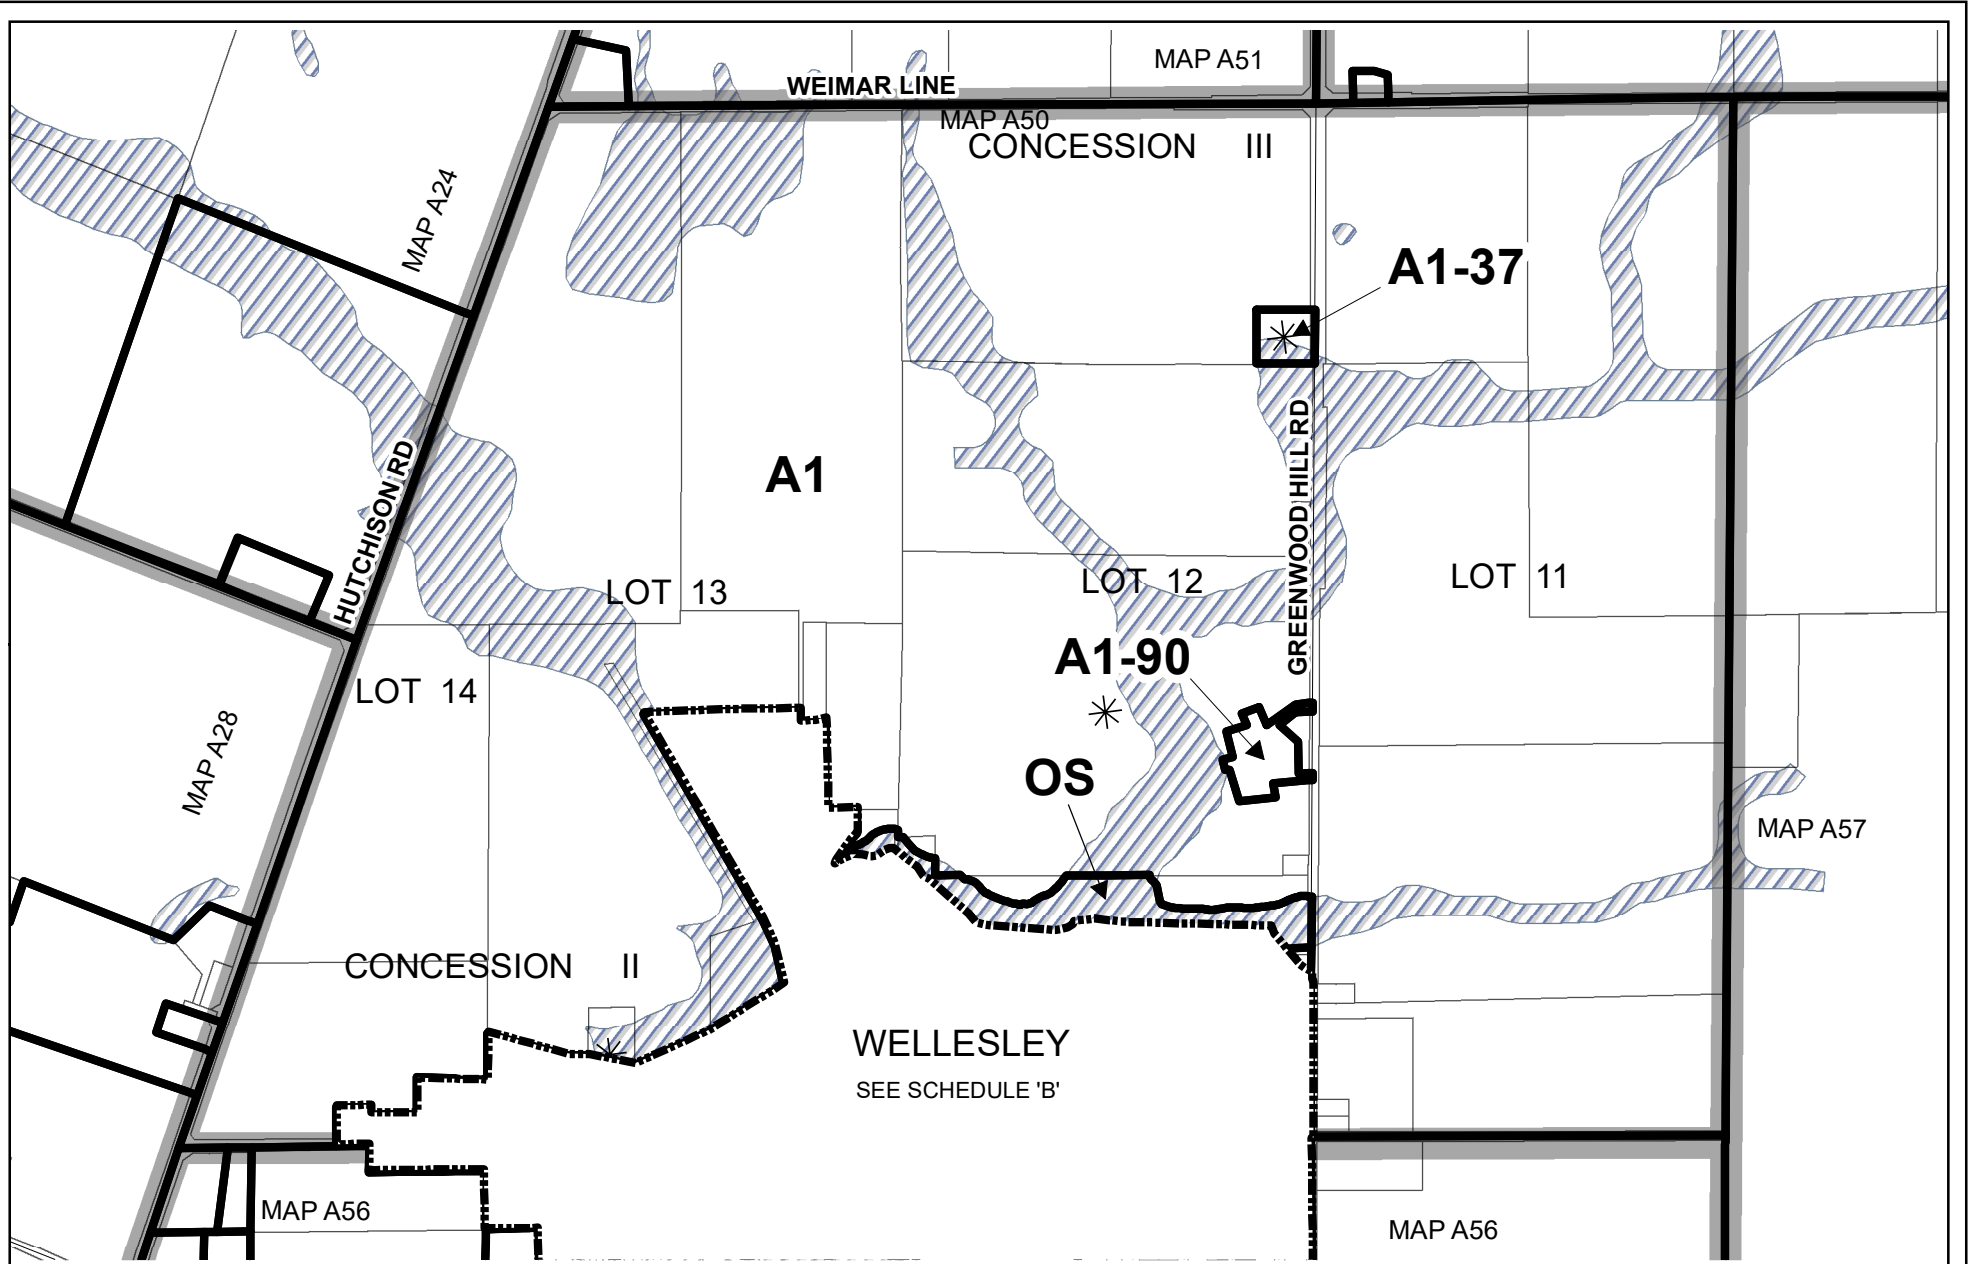 MAP A51
WEIMAR LINE
MAP A50
CONCESSION III
MAP A24
A1-37
HUTCHISON RD
A1
GREENWOOD HILL RD
LOT 13
LOT 12
LOT 11
A1-90
LOT 14
MAP A28
OS
MAP A57
CONCESSION II
WELLESLEY
SEE SCHEDULE 'B'
MAP A56
MAP A56